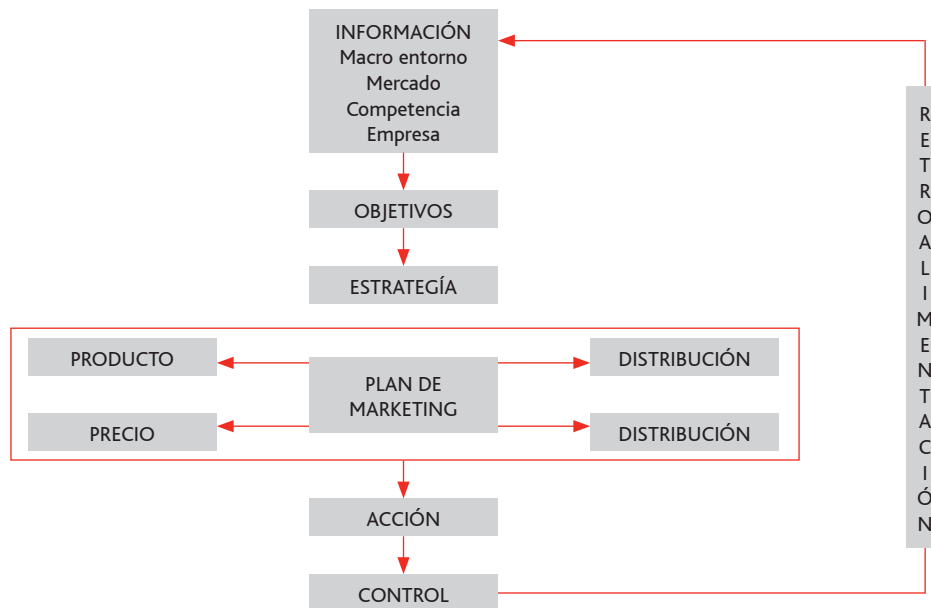 INFORMACIÓN
Macro entorno
Mercado
Competencia
Empresa
OBJETIVOS
ESTRATEGÍA
PRODUCTO
PLAN DE
MARKETING
DISTRIBUCIÓN
PRECIO
DISTRIBUCIÓN
ACCIÓN
CONTROL
R
E
T
R
O
A
L
I
M
E
N
T
A
C
I
Ó
N